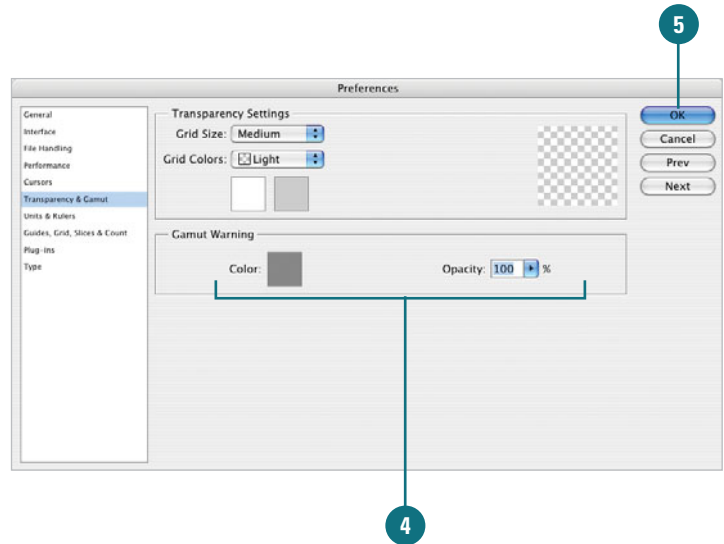 5
Preferences
General
Interface
File Handling
Performance
Cursors
Transparency & Gamut
Units & Rulers
Guides, Grid, Slices & Count
Plug-Ins
Type
Transparency Settings
Grid Size: Medium
Grid Colors: Light
Gamut Warning
Color:
Opacity: 100 %
OK
Cancel
Prev
Next
4